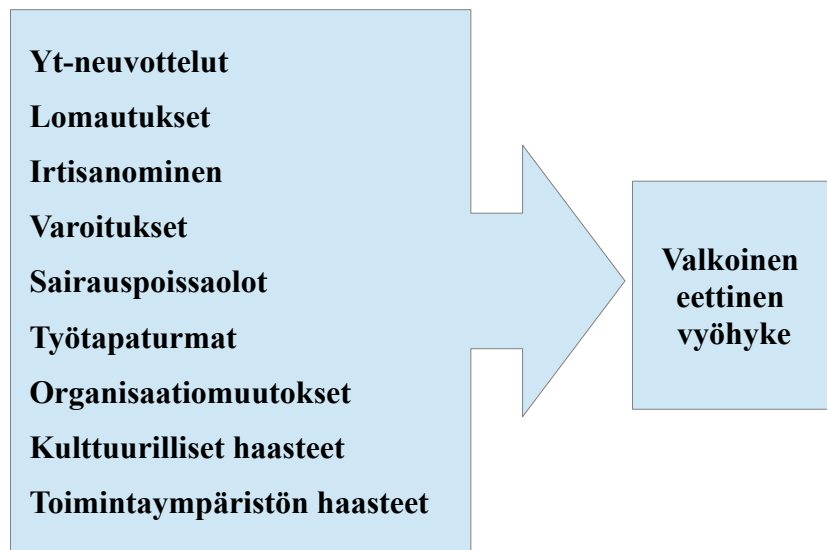 Yt-neuvottelut
Lomautukset
Irtisanominen
Varoitukset
Sairauspoissaolot
Työtapaturmat
Organisaatiomuutokset
Kulttuurilliset haasteet
Toimintaympäristön haasteet
Valkoinen
eettinen
vyöhyke